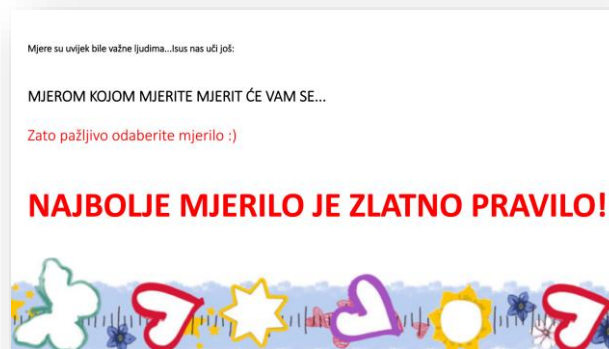 Mjere su uvijek bile važne ljudima...Isus nas uči još:
MJEROM KOJOM MJERITE MJERIT ĆE VAM SE...
Zato pažljivo odaberite mjerilo :)
NAJBOLJE MJERILO JE ZLATNO PRAVILO!